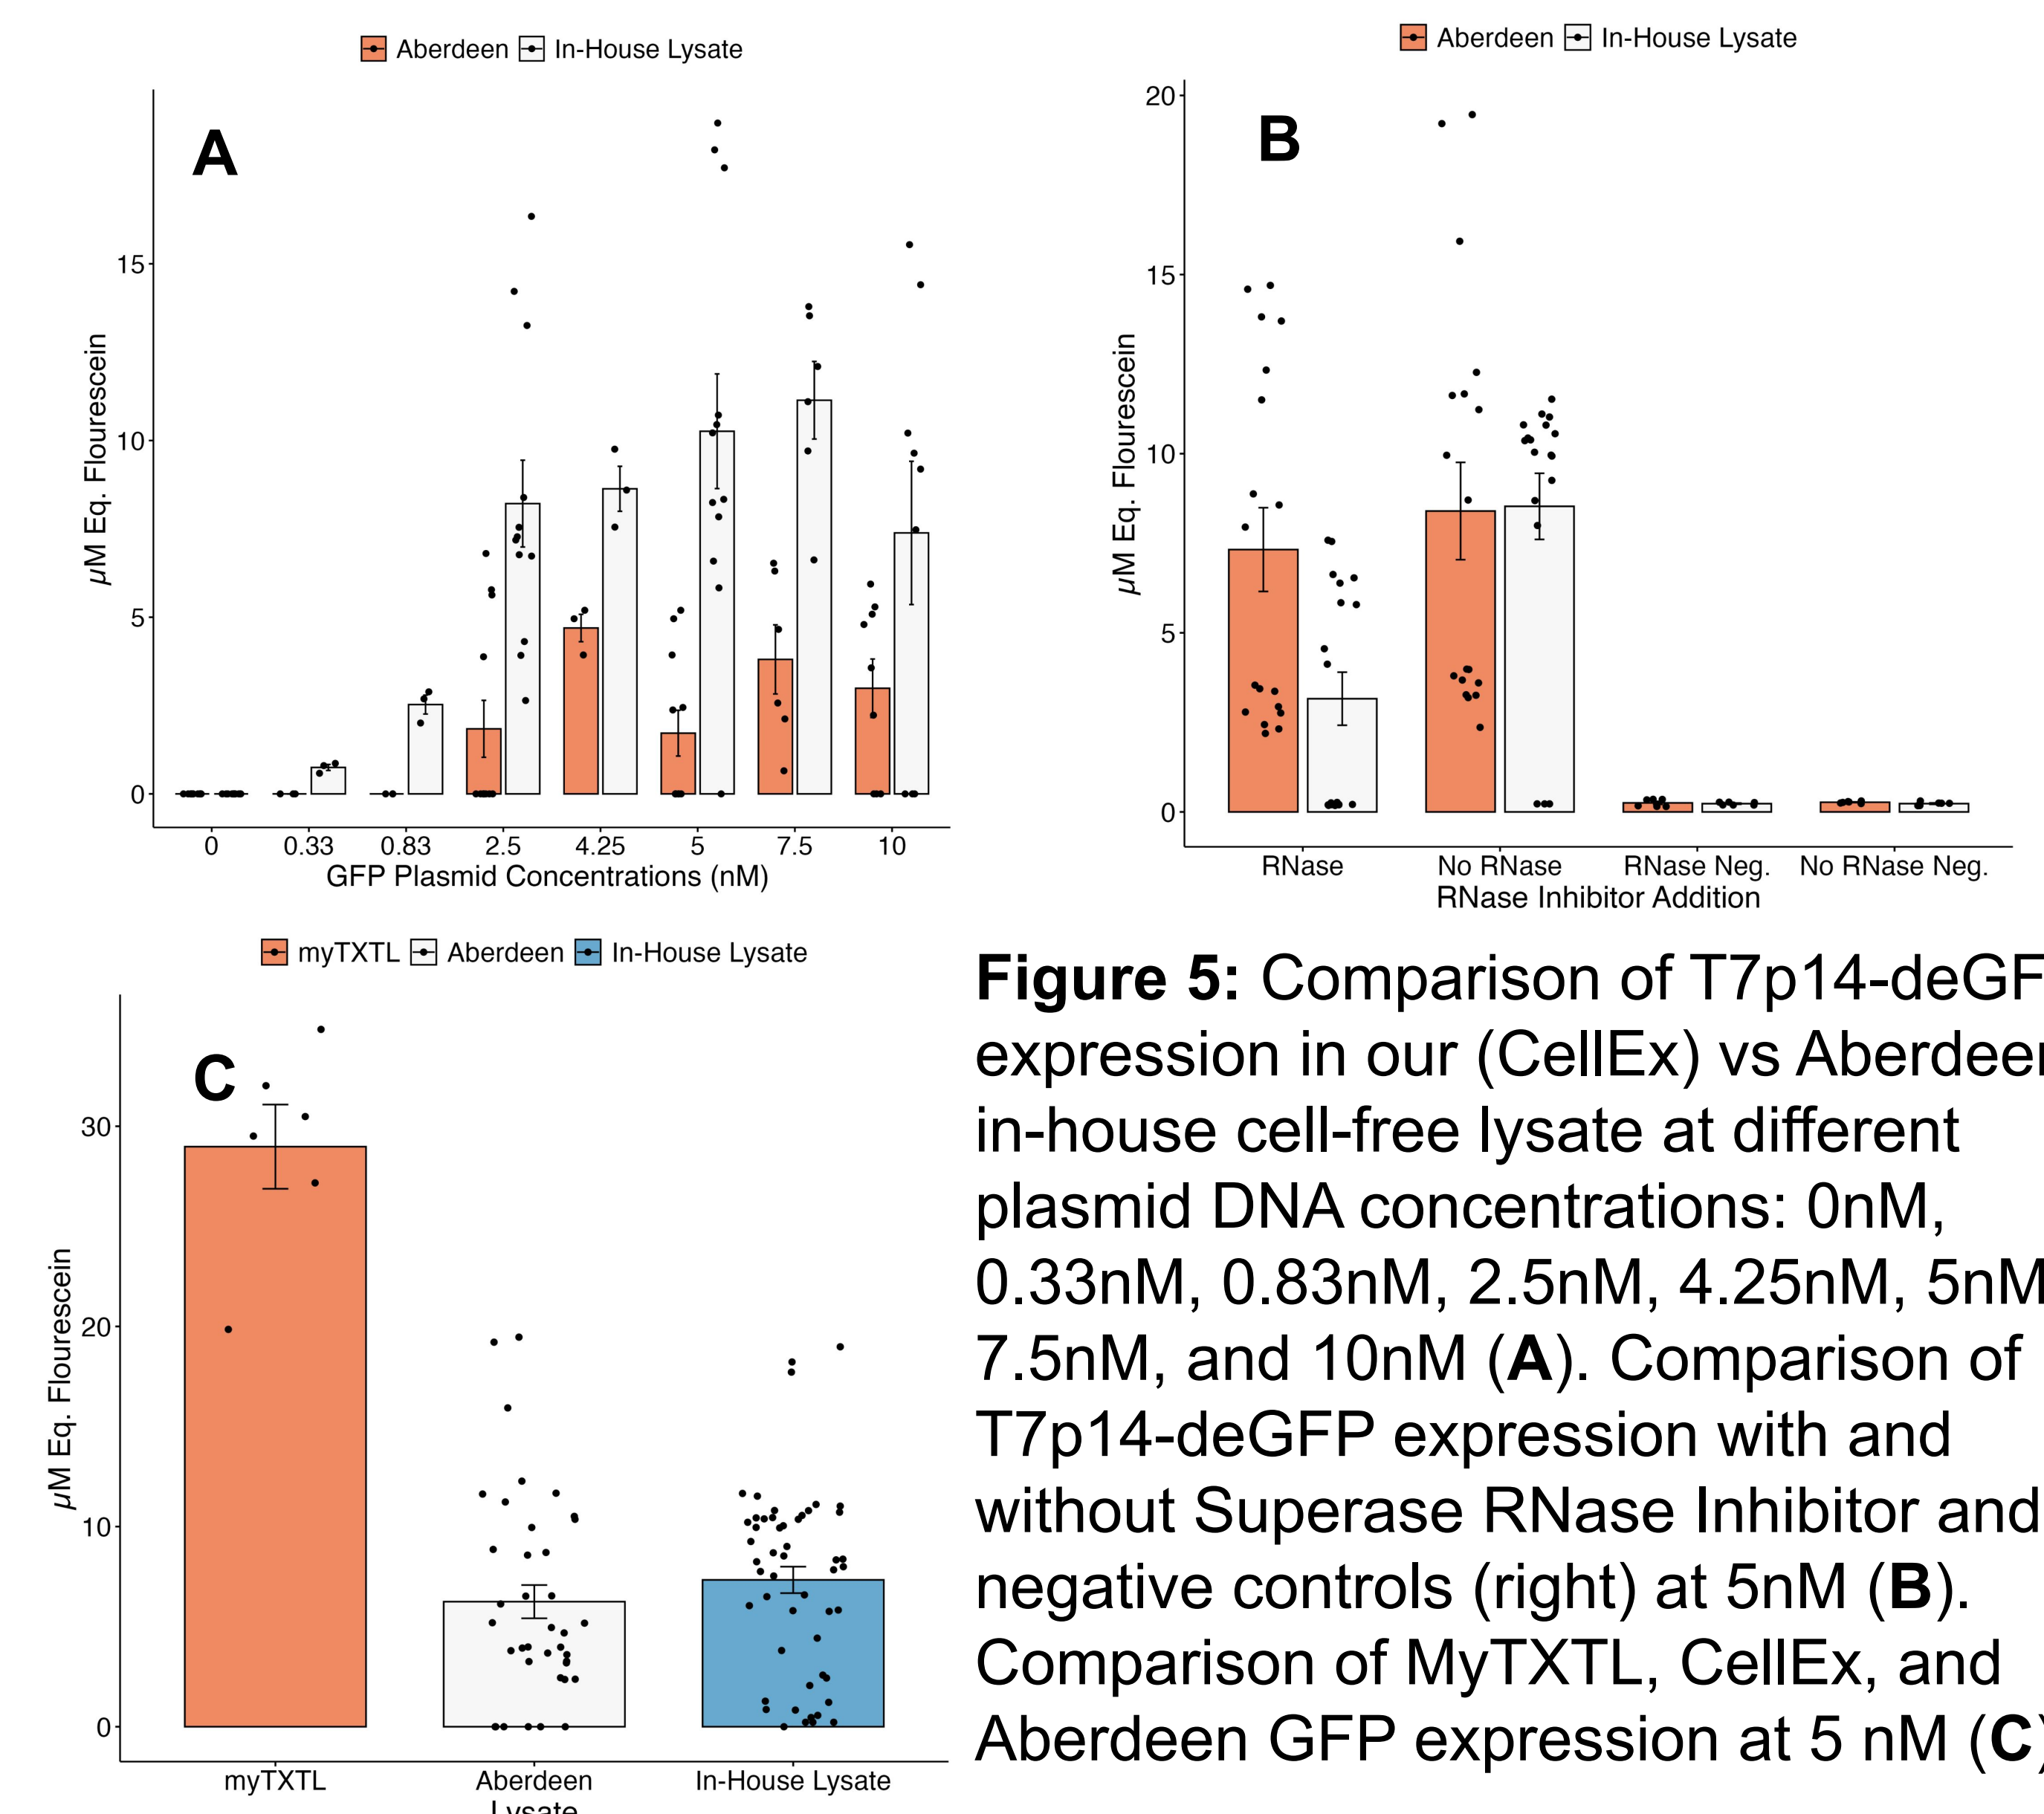 Aberdeen In-House Lysate
A
15
10
5
0
µM Eq. Flourescein
0 0.33 0.83 2.5 4.25 5 7.5 10
GFP Plasmid Concentrations (nM)
Aberdeen In-House Lysate
B
20
15
10
5
0
µM Eq. Flourescein
RNase No RNase RNase Neg. No RNase Neg.
RNase Inhibitor Addition
myTXTL Aberdeen In-House Lysate
C
30
20
10
0
µM Eq. Flourescein
myTXTL Aberdeen In-House Lysate
Lysate
Figure 5: Comparison of T7p14-deGF
expression in our (CellEx) vs Aberdeen
in-house cell-free lysate at different
plasmid DNA concentrations: 0nM,
0.33nM, 0.83nM, 2.5nM, 4.25nM, 5nM
7.5nM, and 10nM (A). Comparison of
T7p14-deGFP expression with and
without Superase RNase Inhibitor and
negative controls (right) at 5nM (B).
Comparison of MyTXTL, CellEx, and
Aberdeen GFP expression at 5 nM (C)